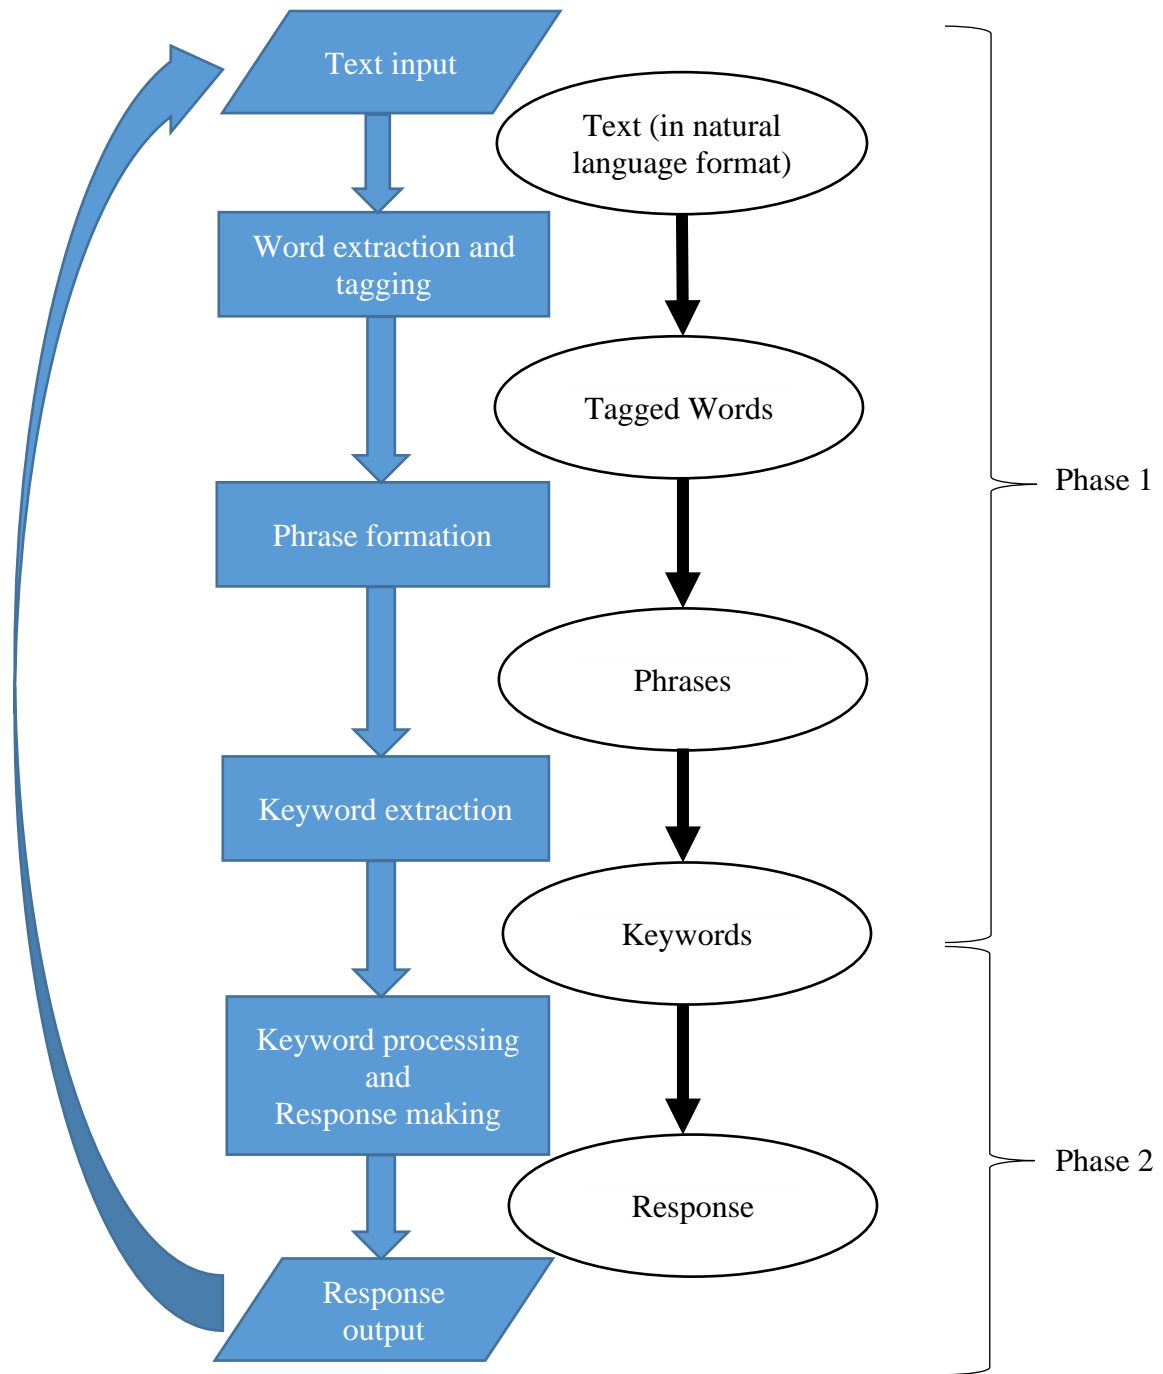 Text input
Text (in natural
language format)
Word extraction and
tagging
Tagged Words
Phase 1
Phrase formation
Phrases
Keyword extraction
Keywords
Keyword processing
and
Response making
Phase 2
Response
Response
output